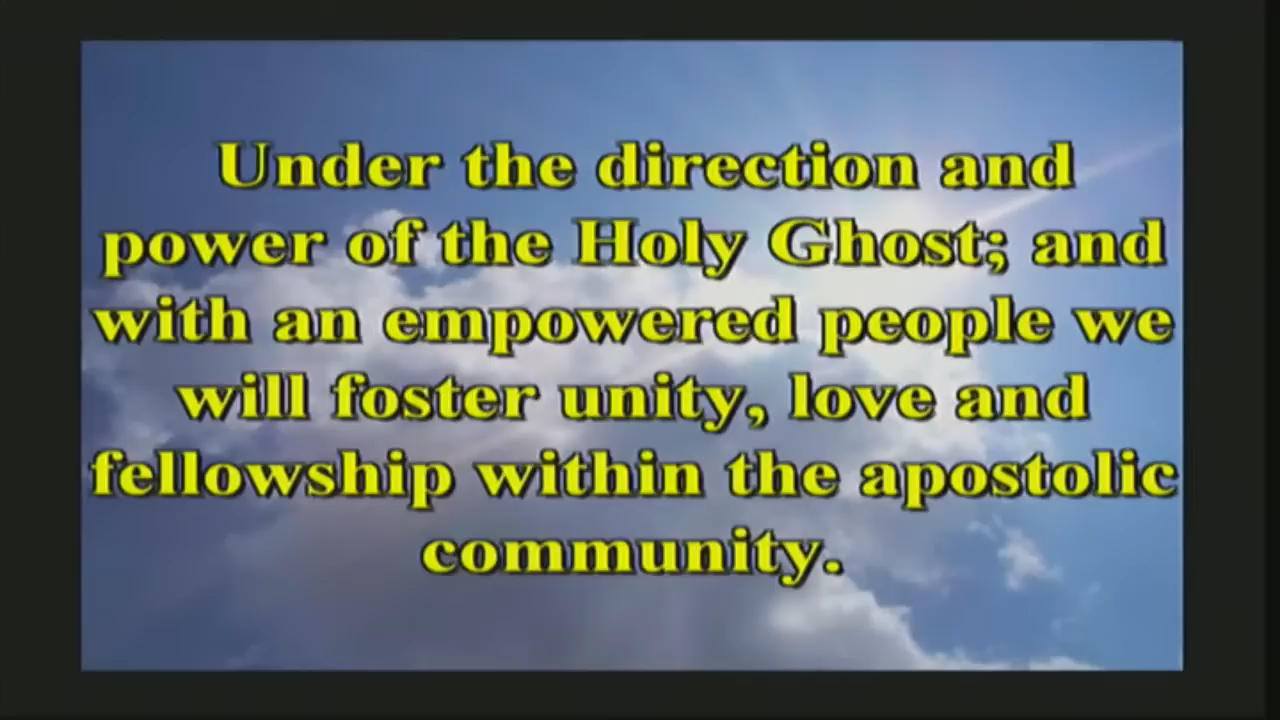 Under the direction and
power of the Holy Ghost; and
with an empowered people we
will foster unity, love and
fellowship within the apostolic
community.